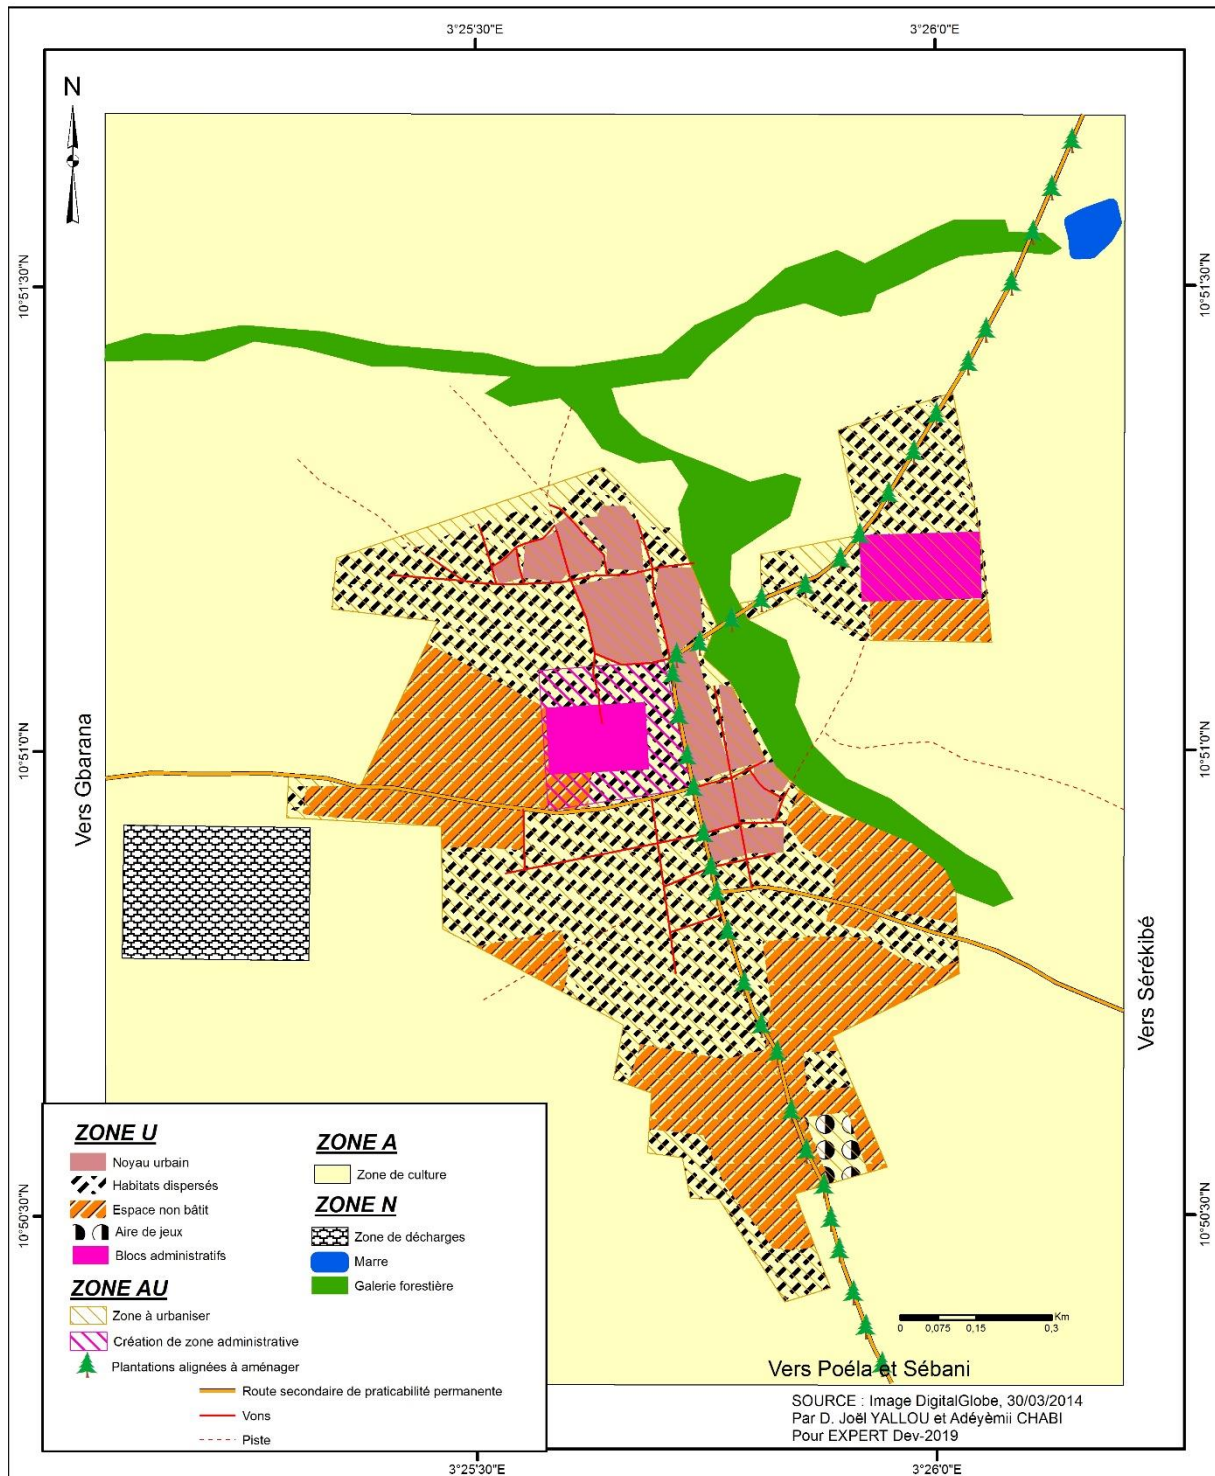 3°25'30"E
3°26'0"E
N
10°51'30"N
10°51'30"N
Vers Gbarana
10°51'0"N
10°51'0"N
Vers Sérékibé
10°50'30"N
10°50'30"N
ZONE U
Noyau urbain
Habitats dispersés
Espace non bâtit
Aire de jeux
Blocs administratifs
ZONE AU
Zone à urbaniser
Création de zone administrative
Plantations alignées à aménager
ZONE A
Zone de culture
ZONE N
Zone de décharges
Marre
Galerie forestière
Route secondaire de praticabilité permanente
Vons
Piste
Km
0 0,075 0,15 0,3
Vers Poéla et Sébani
SOURCE : Image DigitalGlobe, 30/03/2014
Par D. Joël YALLOU et Adéyèmii CHABI
Pour EXPERT Dev-2019
3°25'30"E
3°26'0"E